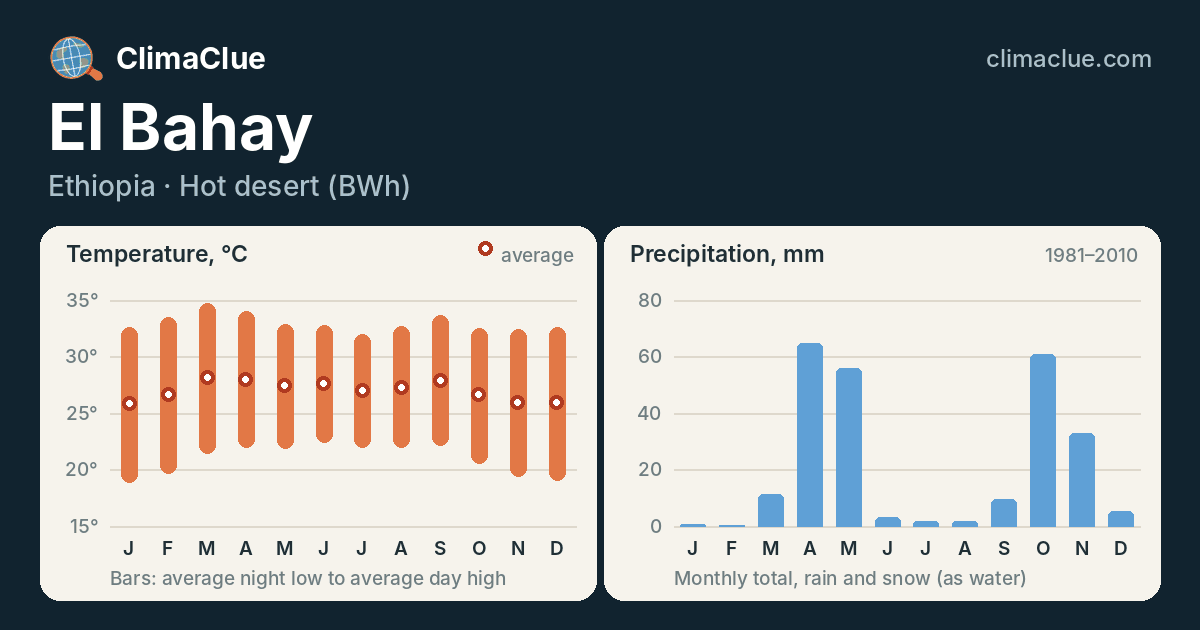 ClimaClue
climaclue.com
El Bahay
Ethiopia · Hot desert (BWh)
Temperature, °C
average
35°
30°
25°
20°
15°
J F M A M J J A S O N D
Bars: average night low to average day high
Precipitation, mm
1981–2010
80
60
40
20
0
J F M A M J J A S O N D
Monthly total, rain and snow (as water)